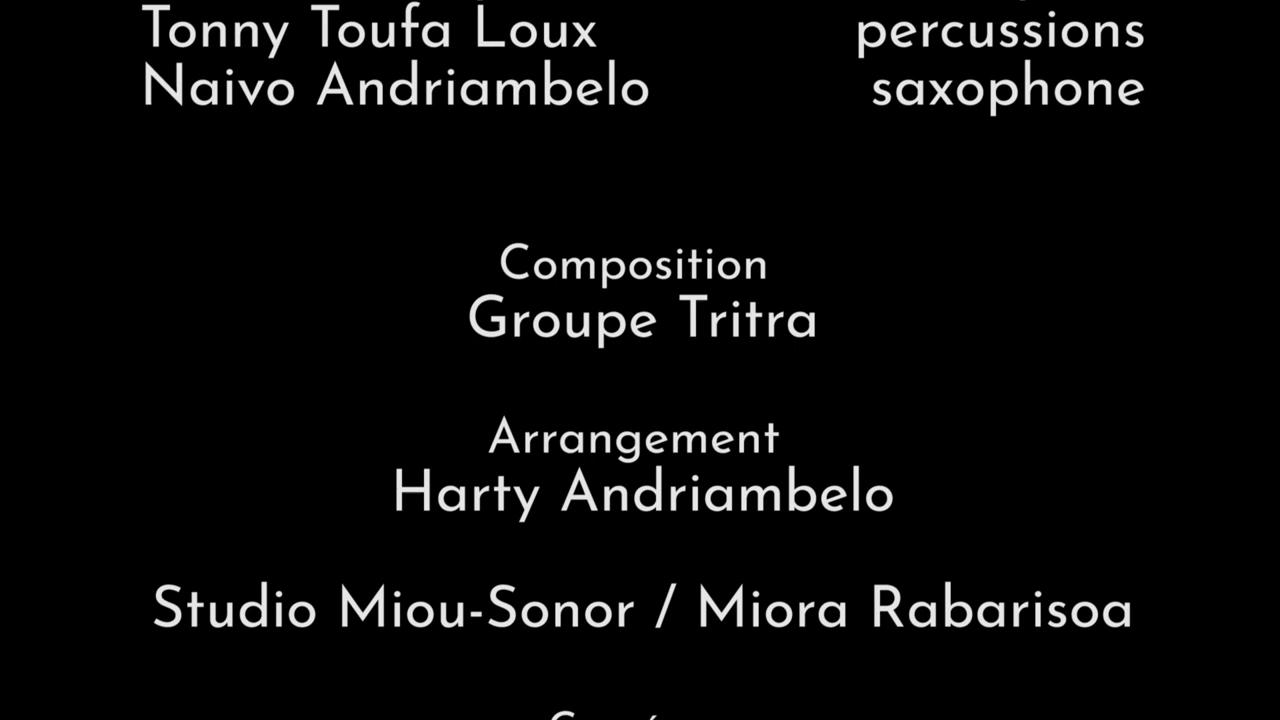 Tonny Toufa Loux percussions
Naivo Andriambelo saxophone
Composition
Groupe Tritra
Arrangement
Harty Andriambelo
Studio Miou-Sonor / Miora Rabarisoa